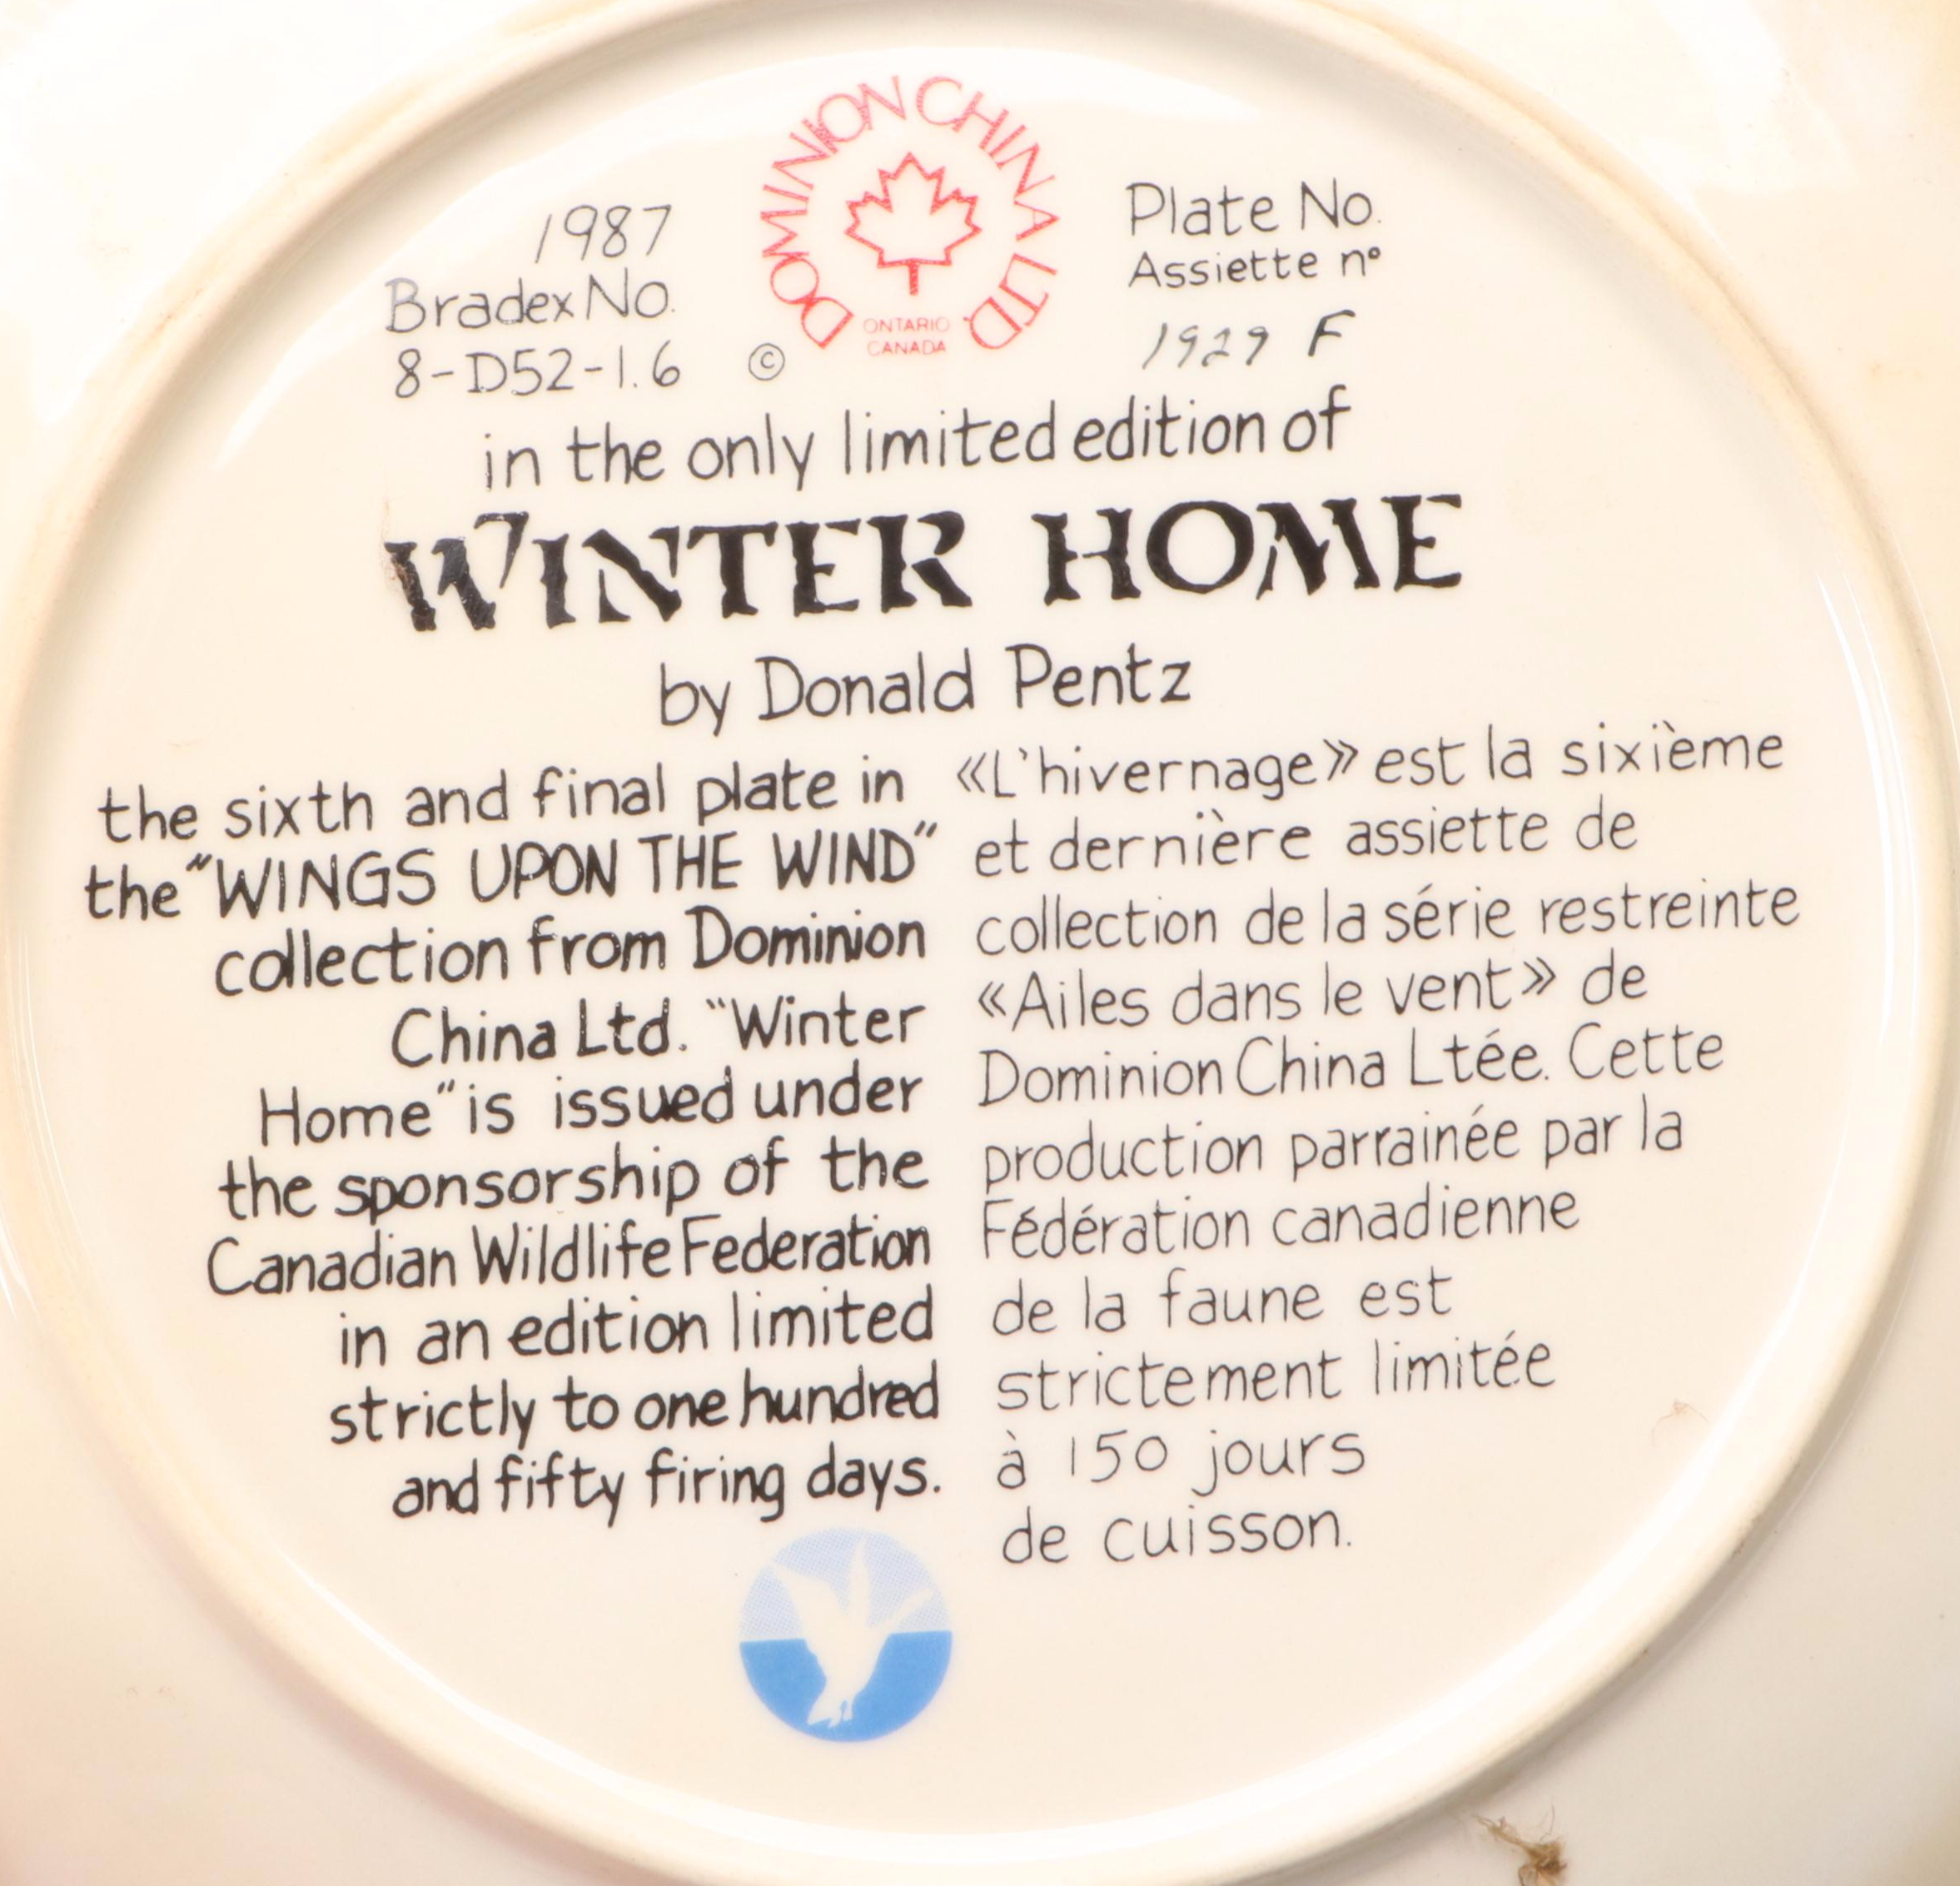 DOMINION CHINA LTD
ONTARIO
CANADA
1987
Bradex No.
8-D52-1.6
©
Plate No.
Assiette nº
1929 F
in the only limited edition of
WINTER HOME
by Donald Pentz
the sixth and final plate in
the "WINGS UPON THE WIND"
collection from Dominion
China Ltd. "Winter
Home" is issued under
the sponsorship of the
Canadian Wildlife Federation
in an edition limited
strictly to one hundred
and fifty firing days.
«L'hivernage» est la sixième
et dernière assiette de
collection de la série restreinte
«Ailes dans le vent» de
Dominion China Ltée. Cette
production parrainée par la
Fédération canadienne
de la faune est
strictement limitée
à 150 jours
de cuisson.